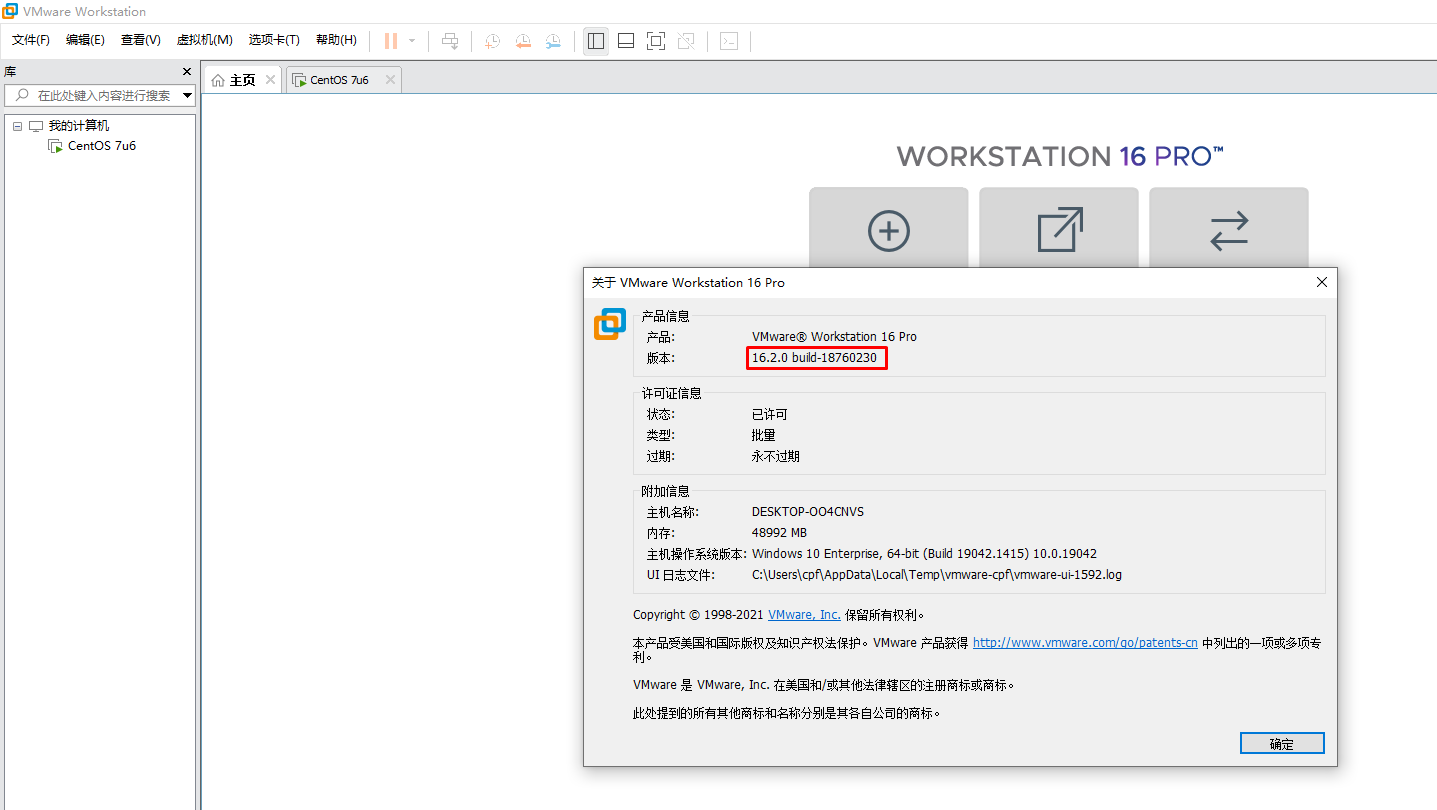 VMware Workstation
文件(F) 编辑(E) 查看(V) 虚拟机(M) 选项卡(T) 帮助(H)
库
在此处键入内容进行搜索
我的计算机
CentOS 7u6
主页
CentOS 7u6
WORKSTATION 16 PRO™
关于 VMware Workstation 16 Pro
产品信息
产品: VMware® Workstation 16 Pro
版本: 16.2.0 build-18760230
许可证信息
状态: 已许可
类型: 批量
过期: 永不过期
附加信息
主机名称: DESKTOP-OO4CNVS
内存: 48992 MB
主机操作系统版本: Windows 10 Enterprise, 64-bit (Build 19042.1415) 10.0.19042
UI 日志文件: C:\Users\cpf\AppData\Local\Temp\vmware-cpf\vmware-ui-1592.log
Copyright © 1998-2021 VMware, Inc. 保留所有权利。
本产品受美国和国际版权及知识产权法保护。VMware 产品获得 http://www.vmware.com/go/patents-cn 中列出的一项或多项专
利。
VMware 是 VMware, Inc. 在美国和/或其他法律辖区的注册商标或商标。
此处提到的所有其他商标和名称分别是其各自公司的商标。
确定